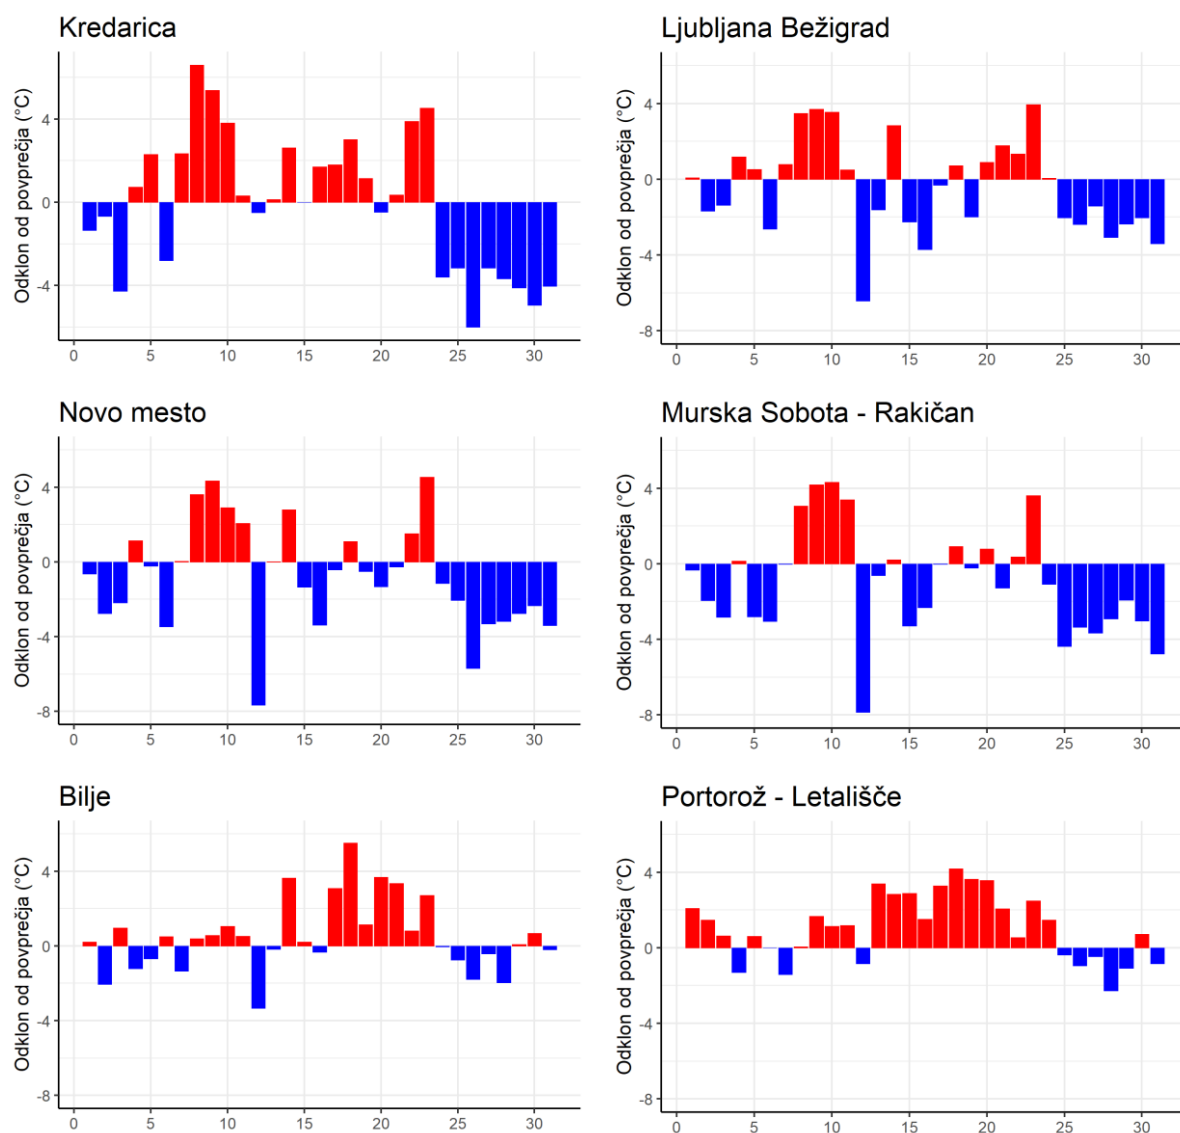 Kredarica
Odklon od povprečja (°C)
4
0
-4
0 5 10 15 20 25 30
Ljubljana Bežigrad
Odklon od povprečja (°C)
4
0
-4
-8
0 5 10 15 20 25 30
Novo mesto
Odklon od povprečja (°C)
4
0
-4
-8
0 5 10 15 20 25 30
Murska Sobota - Rakičan
Odklon od povprečja (°C)
4
0
-4
-8
0 5 10 15 20 25 30
Bilje
Odklon od povprečja (°C)
4
0
-4
-8
0 5 10 15 20 25 30
Portorož - Letališče
Odklon od povprečja (°C)
4
0
-4
-8
0 5 10 15 20 25 30